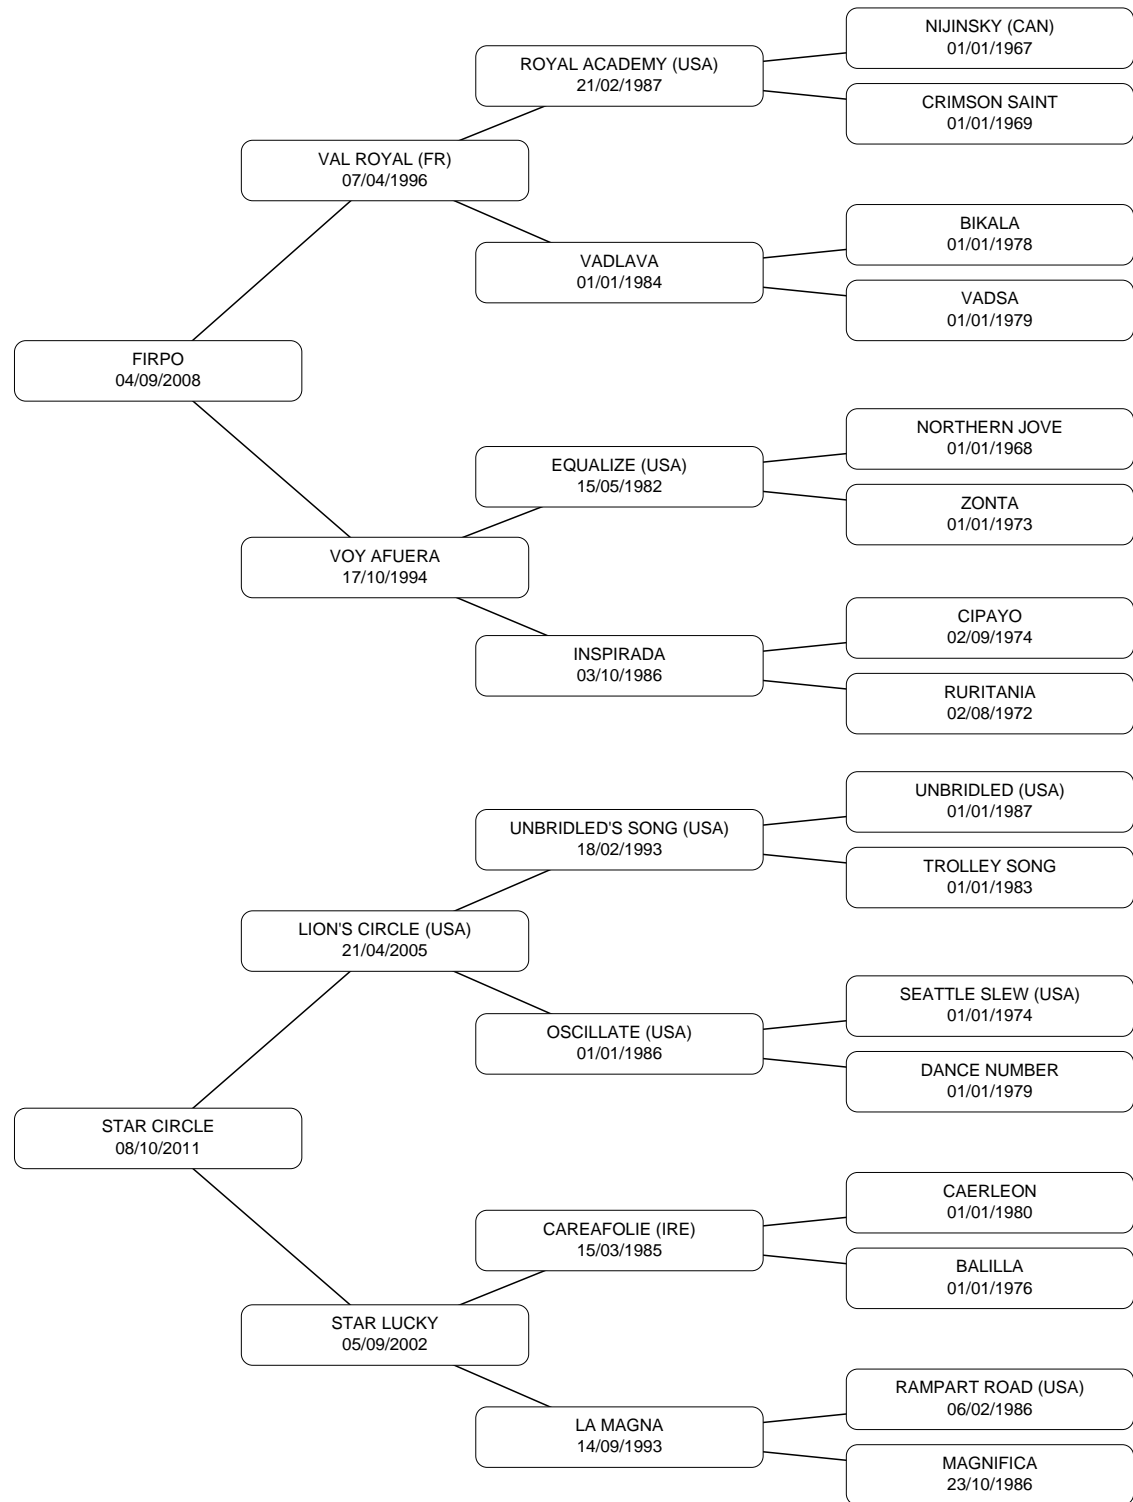 NIJINSKY (CAN)
01/01/1967
ROYAL ACADEMY (USA)
21/02/1987
CRIMSON SAINT
01/01/1969
VAL ROYAL (FR)
07/04/1996
BIKALA
01/01/1978
VADLAVA
01/01/1984
VADSA
01/01/1979
FIRPO
04/09/2008
NORTHERN JOVE
01/01/1968
EQUALIZE (USA)
15/05/1982
ZONTA
01/01/1973
VOY AFUERA
17/10/1994
CIPAYO
02/09/1974
INSPIRADA
03/10/1986
RURITANIA
02/08/1972
UNBRIDLED (USA)
01/01/1987
UNBRIDLED'S SONG (USA)
18/02/1993
TROLLEY SONG
01/01/1983
LION'S CIRCLE (USA)
21/04/2005
SEATTLE SLEW (USA)
01/01/1974
OSCILLATE (USA)
01/01/1986
DANCE NUMBER
01/01/1979
STAR CIRCLE
08/10/2011
CAERLEON
01/01/1980
CAREAFOLIE (IRE)
15/03/1985
BALILLA
01/01/1976
STAR LUCKY
05/09/2002
RAMPART ROAD (USA)
06/02/1986
LA MAGNA
14/09/1993
MAGNIFICA
23/10/1986